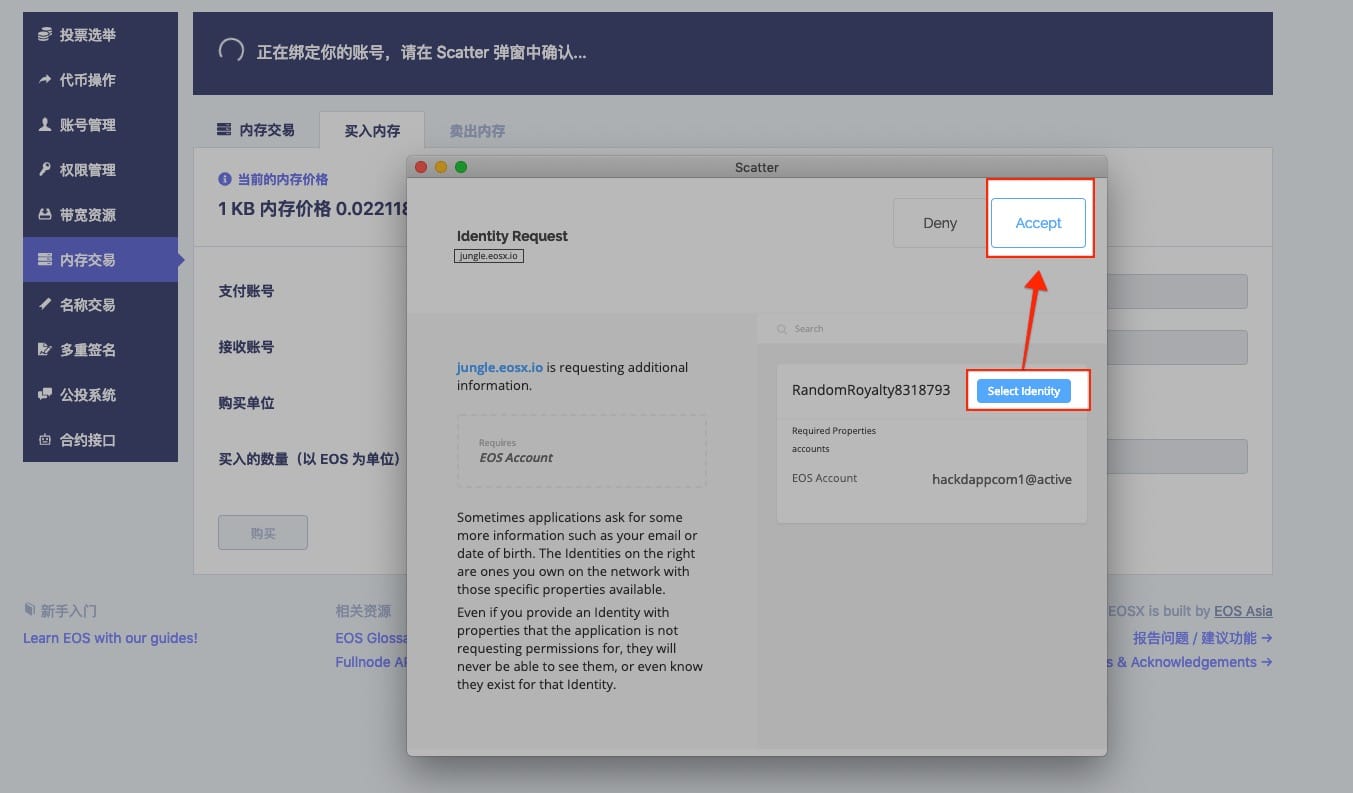 投票选举
代币操作
账号管理
权限管理
带宽资源
内存交易
名称交易
多重签名
公投系统
合约接口
正在绑定你的账号，请在 Scatter 弹窗中确认...
内存交易
买入内存
卖出内存
当前的内存价格
1 KB 内存价格 0.022118
支付账号
接收账号
购买单位
买入的数量（以 EOS 为单位）
购买
Scatter
Deny
Accept
Identity Request
jungle.eosx.io
jungle.eosx.io is requesting additional
information.
Requires
EOS Account
Sometimes applications ask for some
more information such as your email or
date of birth. The Identities on the right
are ones you own on the network with
those specific properties available.
Even if you provide an Identity with
properties that the application is not
requesting permissions for, they will
never be able to see them, or even know
they exist for that Identity.
Search
RandomRoyalty8318793
Select Identity
Required Properties
accounts
EOS Account
hackdappcom1@active
新手入门
Learn EOS with our guides!
相关资源
EOS Glossa
Fullnode AP
EOSX is built by EOS Asia
报告问题 / 建议功能 →
s & Acknowledgements →